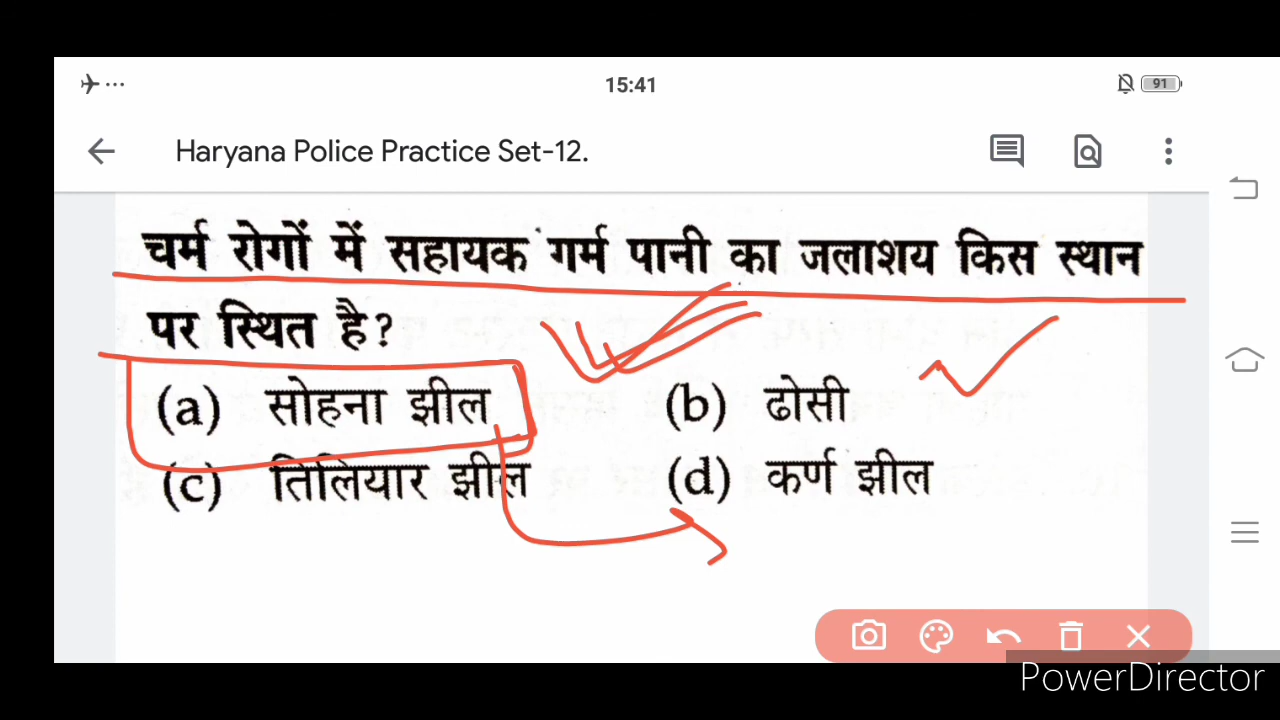 15:41
91
Haryana Police Practice Set-12.
चर्म रोगों में सहायक गर्म पानी का जलाशय किस स्थान
पर स्थित है?
(a) सोहना झील (b) ढोसी
(c) तिलियार झील (d) कर्ण झील
PowerDirector